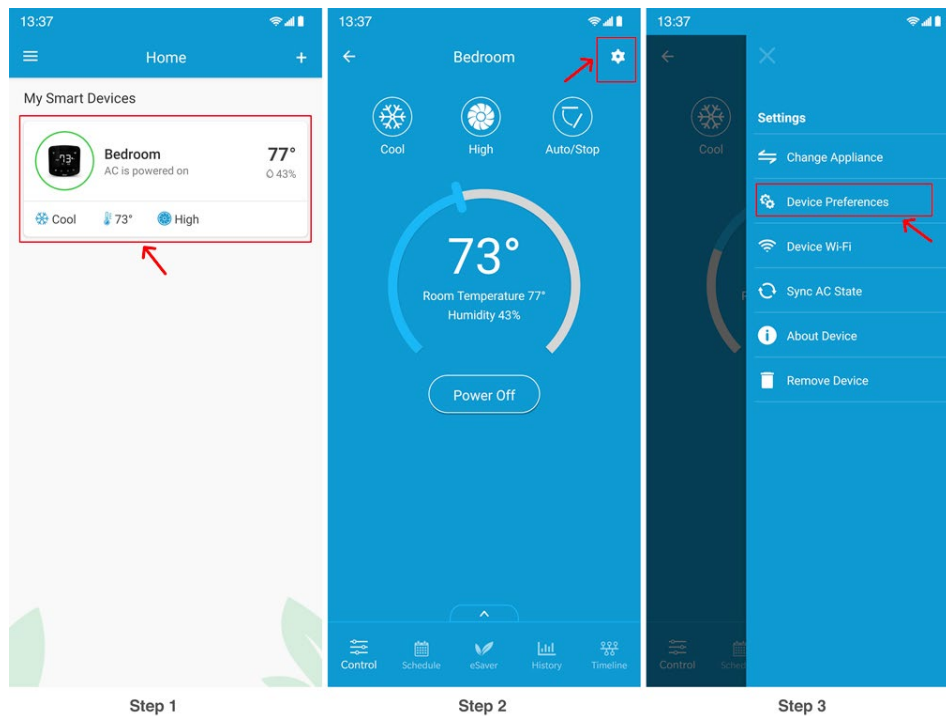 13:37
Home
+
My Smart Devices
-73-
Bedroom
AC is powered on
77°
43%
Cool
73°
High
Step 1
13:37
Bedroom
Cool
High
Auto/Stop
73°
Room Temperature 77°
Humidity 43%
Power Off
Control
Schedule
eSaver
History
Timeline
Step 2
13:37
Cool
Settings
Change Appliance
Device Preferences
Device Wi-Fi
Sync AC State
About Device
Remove Device
R
Control
Sched
Step 3